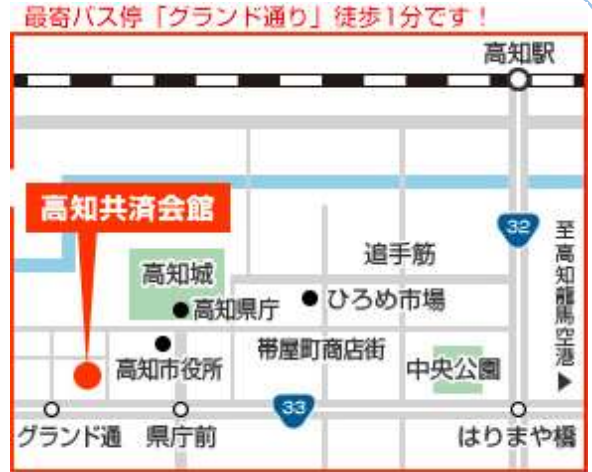 最寄バス停「グランド通り」徒歩1分です！
高知駅
高知共済会館
32
至高知龍馬空港▶
追手筋
高知城
高知県庁
ひろめ市場
高知市役所
帯屋町商店街
中央公園
33
グランド通
県庁前
はりまや橋